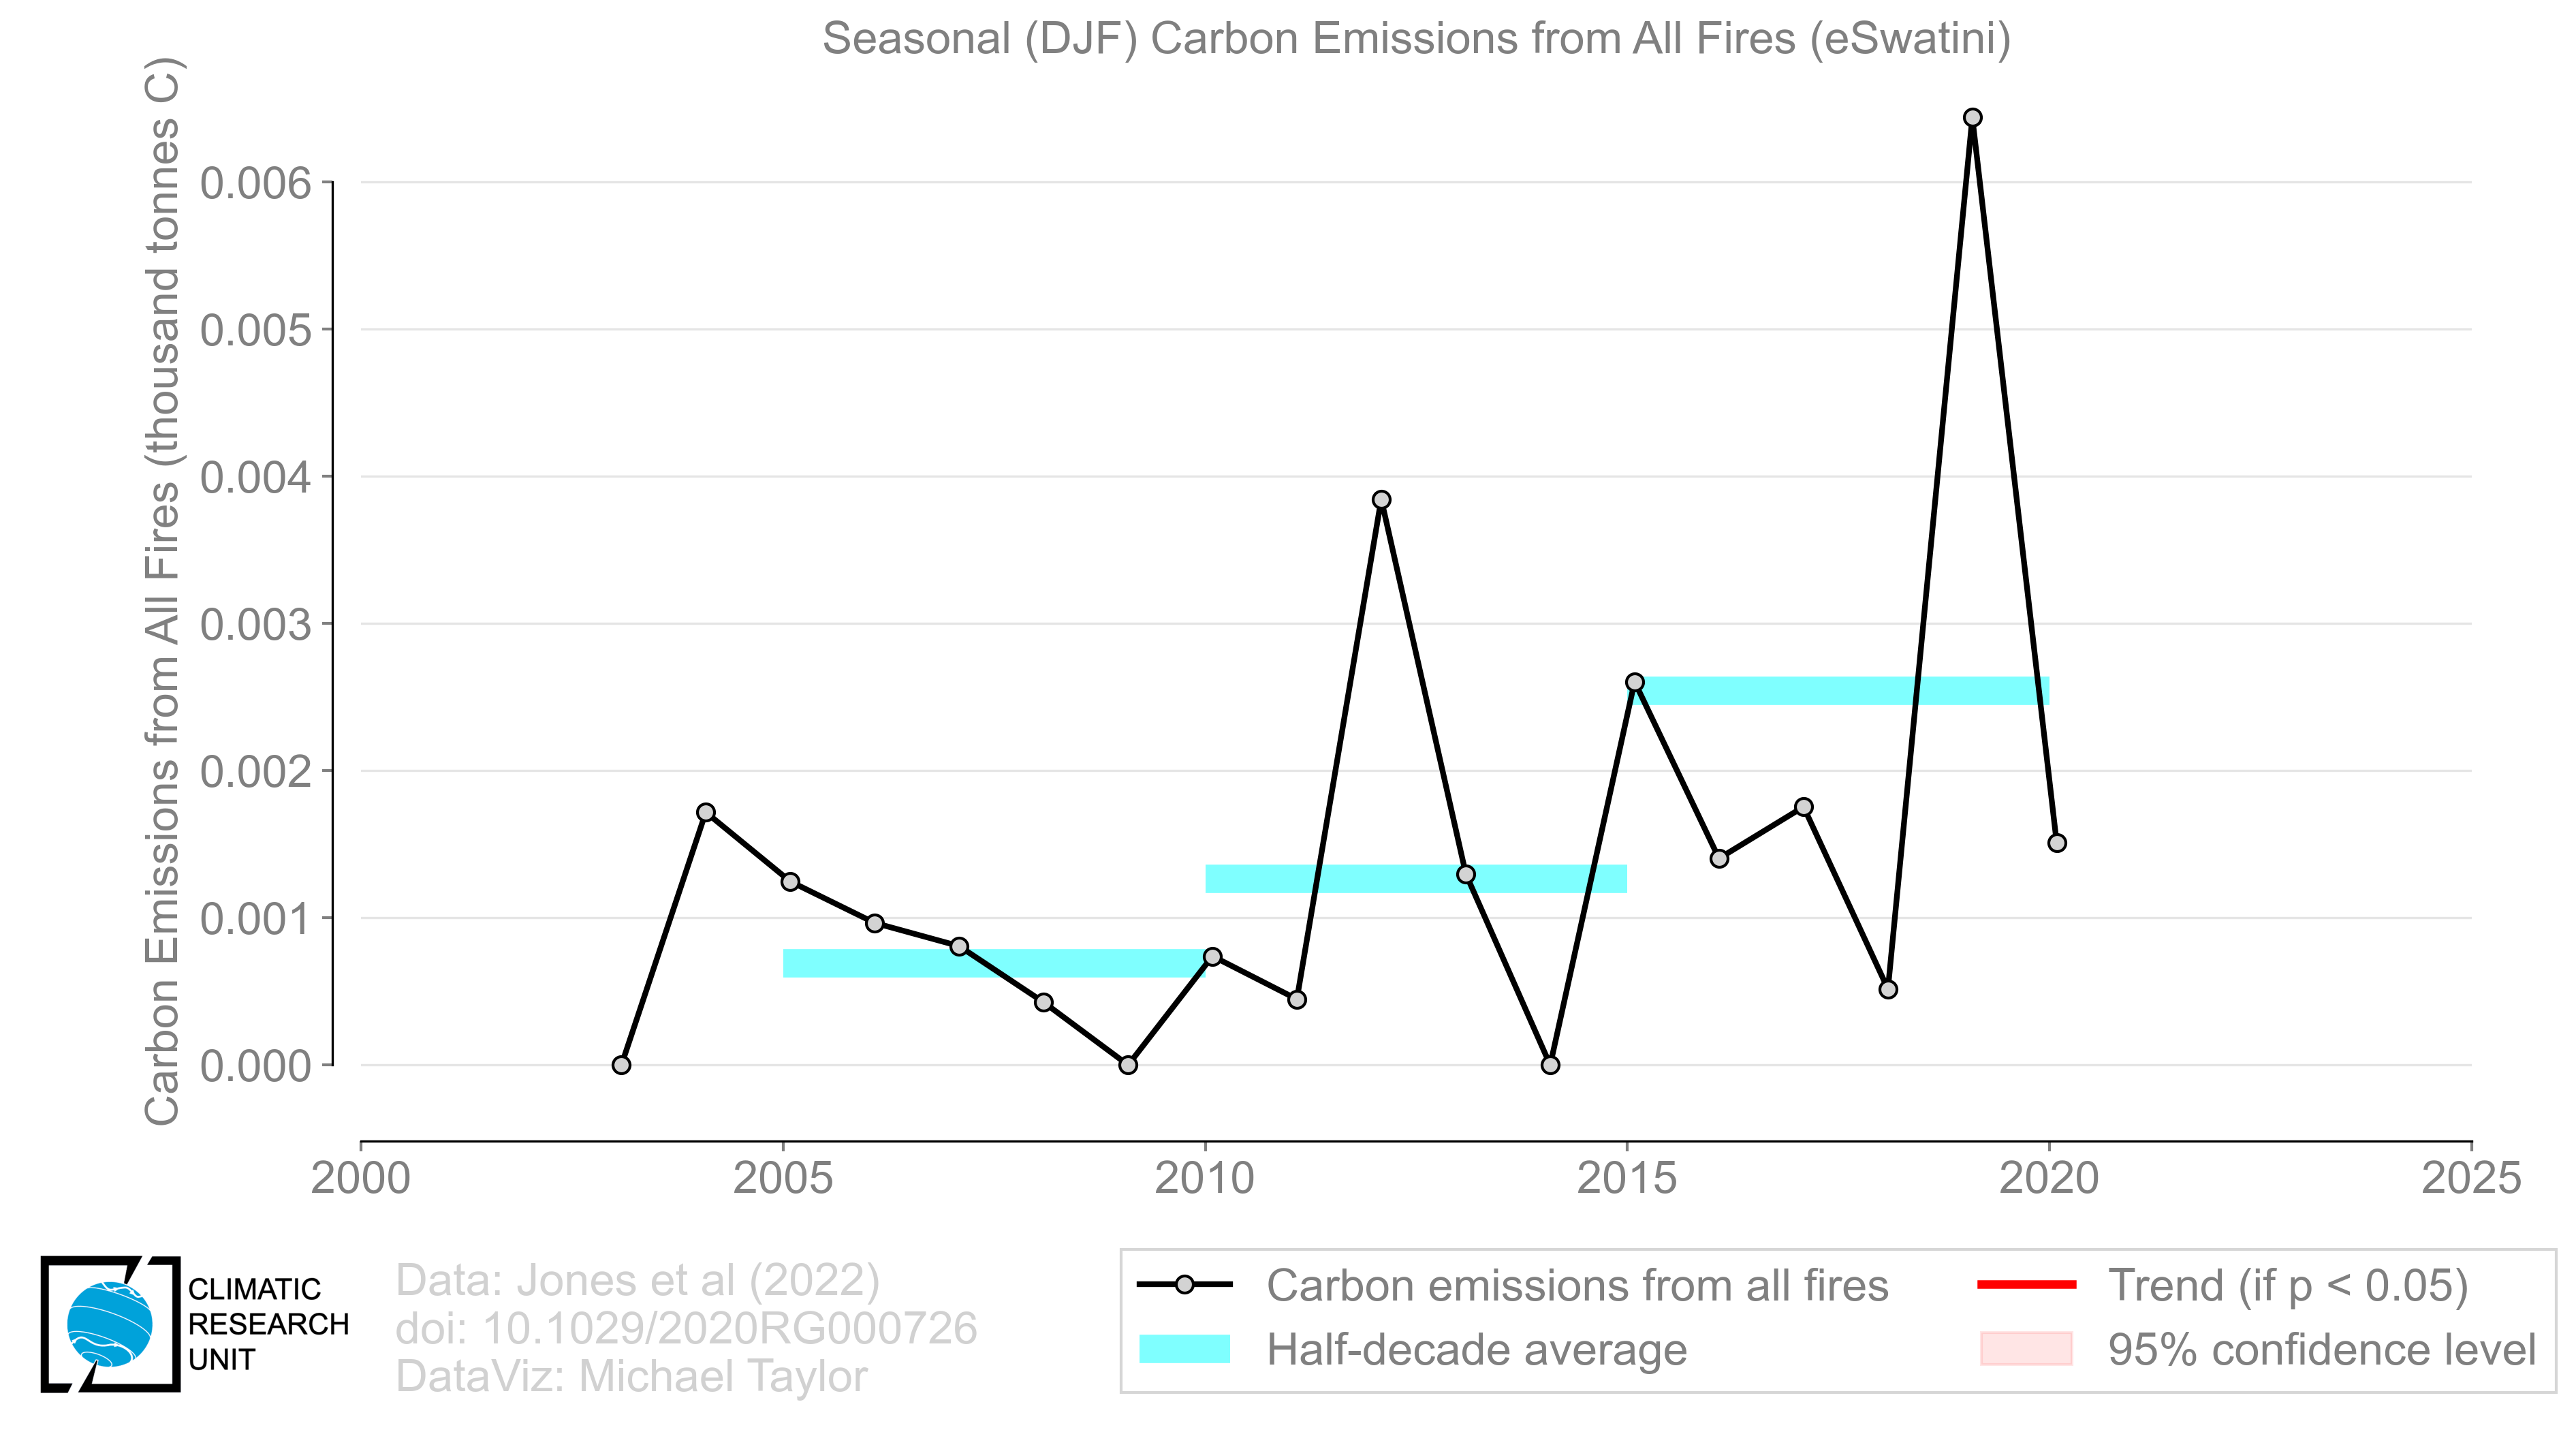 Seasonal (DJF) Carbon Emissions from All Fires (eSwatini)
Carbon Emissions from All Fires (thousand tonnes C)
0.006
0.005
0.004
0.003
0.002
0.001
0.000
2000
2005
2010
2015
2020
2025
CLIMATIC
RESEARCH
UNIT
Data: Jones et al (2022)
doi: 10.1029/2020RG000726
DataViz: Michael Taylor
Carbon emissions from all fires
Half-decade average
Trend (if p < 0.05)
95% confidence level